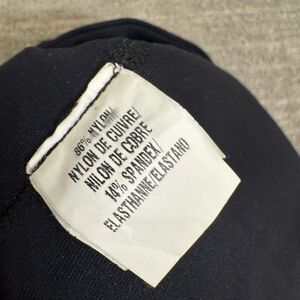 86% NYLON/
NYLON DE CUIVRE/
NILON DE COBRE
14% SPANDEX/
ELASTHANNE/ELASTANO